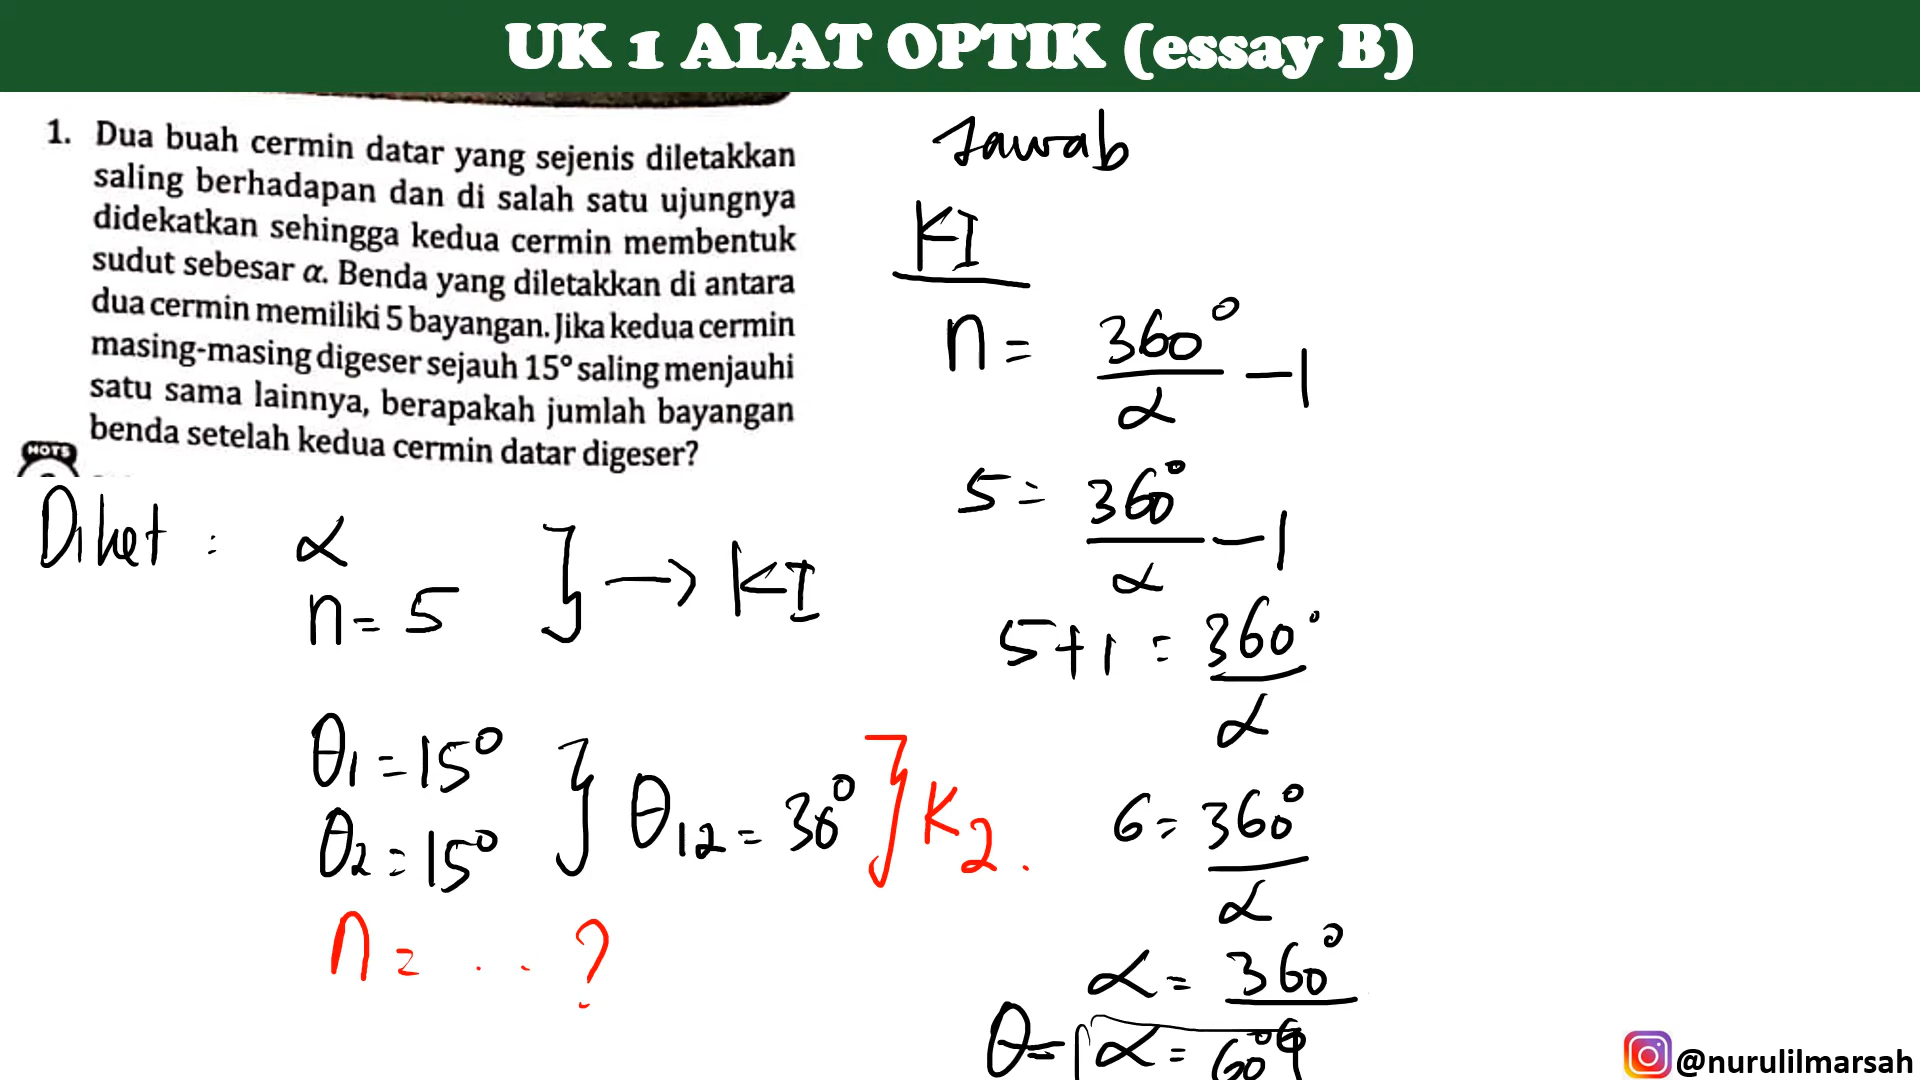 UK 1 ALAT OPTIK (essay B)
1. Dua buah cermin datar yang sejenis diletakkan
saling berhadapan dan di salah satu ujungnya
didekatkan sehingga kedua cermin membentuk
sudut sebesar α. Benda yang diletakkan di antara
dua cermin memiliki 5 bayangan. Jika kedua cermin
masing-masing digeser sejauh 15° saling menjauhi
satu sama lainnya, berapakah jumlah bayangan
benda setelah kedua cermin datar digeser?
HOTS
Diket : α
n = 5 } → KI
θ1 = 15°
θ2 = 15° } θ12 = 30° } K2.
n = . . . ?
Jawab
KI
n = 360°/α - 1
5 = 360°/α - 1
5+1 = 360°/α
6 = 360°/α
α = 360°
α = 60°
@nurulilmarsah